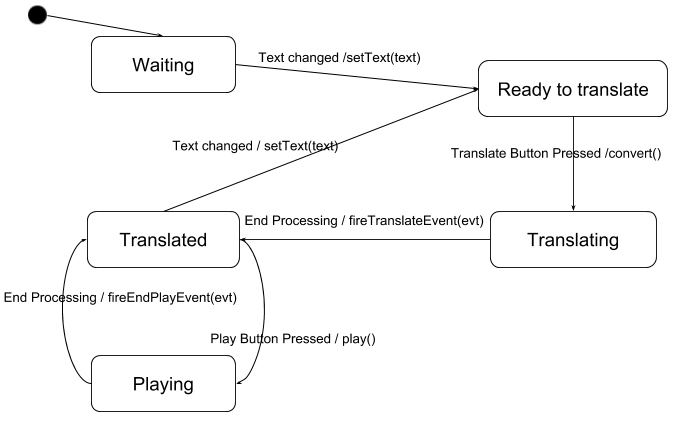 Waiting
Text changed /setText(text)
Ready to translate
Text changed / setText(text)
Translate Button Pressed /convert()
Translated
End Processing / fireTranslateEvent(evt)
Translating
End Processing / fireEndPlayEvent(evt)
Play Button Pressed / play()
Playing